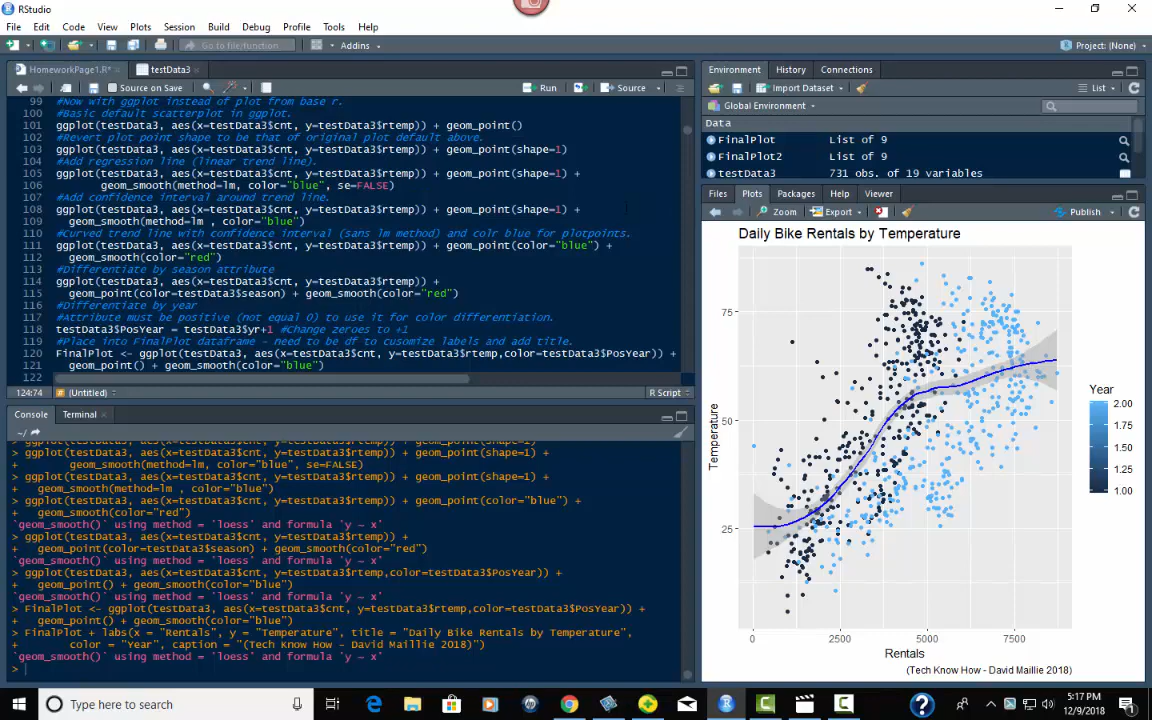 RStudio
File Edit Code View Plots Session Build Debug Profile Tools Help
Go to file/function Addins Project: (None)
HomeworkPage1.R* testData3
Source on Save Run Source
99 #Now with ggplot instead of plot from base r.
100 #Basic default scatterplot in ggplot.
101 ggplot(testData3, aes(x=testData3$cnt, y=testData3$rtemp)) + geom_point()
102 #Revert plot point shape to be that of original plot default above.
103 ggplot(testData3, aes(x=testData3$cnt, y=testData3$rtemp)) + geom_point(shape=1)
104 #Add regression line (linear trend line).
105 ggplot(testData3, aes(x=testData3$cnt, y=testData3$rtemp)) + geom_point(shape=1) +
106 geom_smooth(method=lm, color="blue", se=FALSE)
107 #Add confidence interval around trend line.
108 ggplot(testData3, aes(x=testData3$cnt, y=testData3$rtemp)) + geom_point(shape=1) +
109 geom_smooth(method=lm , color="blue")
110 #Curved trend line with confidence interval (sans lm method) and colr blue for plotpoints.
111 ggplot(testData3, aes(x=testData3$cnt, y=testData3$rtemp)) + geom_point(color="blue") +
112 geom_smooth(color="red")
113 #Differentiate by season attribute
114 ggplot(testData3, aes(x=testData3$cnt, y=testData3$rtemp)) +
115 geom_point(color=testData3$season) + geom_smooth(color="red")
116 #Differentiate by year
117 #Attribute must be positive (not equal 0) to use it for color differentiation.
118 testData3$PosYear = testData3$yr+1 #Change zeroes to +1
119 #Place into FinalPlot dataframe - need to be df to cusomize labels and add title.
120 FinalPlot <- ggplot(testData3, aes(x=testData3$cnt, y=testData3$rtemp,color=testData3$PosYear)) +
121 geom_point() + geom_smooth(color="blue")
122
124:74 (Untitled) R Script
Console Terminal
~/
> ggplot(testData3, aes(x=testData3$cnt, y=testData3$rtemp)) + geom_point(shape=1)
> ggplot(testData3, aes(x=testData3$cnt, y=testData3$rtemp)) + geom_point(shape=1) +
+ geom_smooth(method=lm, color="blue", se=FALSE)
> ggplot(testData3, aes(x=testData3$cnt, y=testData3$rtemp)) + geom_point(shape=1) +
+ geom_smooth(method=lm , color="blue")
> ggplot(testData3, aes(x=testData3$cnt, y=testData3$rtemp)) + geom_point(color="blue") +
+ geom_smooth(color="red")
`geom_smooth()` using method = 'loess' and formula 'y ~ x'
> ggplot(testData3, aes(x=testData3$cnt, y=testData3$rtemp)) +
+ geom_point(color=testData3$season) + geom_smooth(color="red")
`geom_smooth()` using method = 'loess' and formula 'y ~ x'
> ggplot(testData3, aes(x=testData3$cnt, y=testData3$rtemp,color=testData3$PosYear)) +
+ geom_point() + geom_smooth(color="blue")
`geom_smooth()` using method = 'loess' and formula 'y ~ x'
> FinalPlot <- ggplot(testData3, aes(x=testData3$cnt, y=testData3$rtemp,color=testData3$PosYear)) +
+ geom_point() + geom_smooth(color="blue")
> FinalPlot + labs(x = "Rentals", y = "Temperature", title = "Daily Bike Rentals by Temperature",
+ color = "Year", caption = "(Tech Know How - David Maillie 2018)")
`geom_smooth()` using method = 'loess' and formula 'y ~ x'
>
Environment History Connections
Import Dataset List
Global Environment
Data
FinalPlot List of 9
FinalPlot2 List of 9
testData3 731 obs. of 19 variables
Files Plots Packages Help Viewer
Zoom Export Publish
Daily Bike Rentals by Temperature
75
50
25
Temperature
0 2500 5000 7500
Rentals
(Tech Know How - David Maillie 2018)
Year
2.00
1.75
1.50
1.25
1.00
Type here to search
5:17 PM
12/9/2018
1